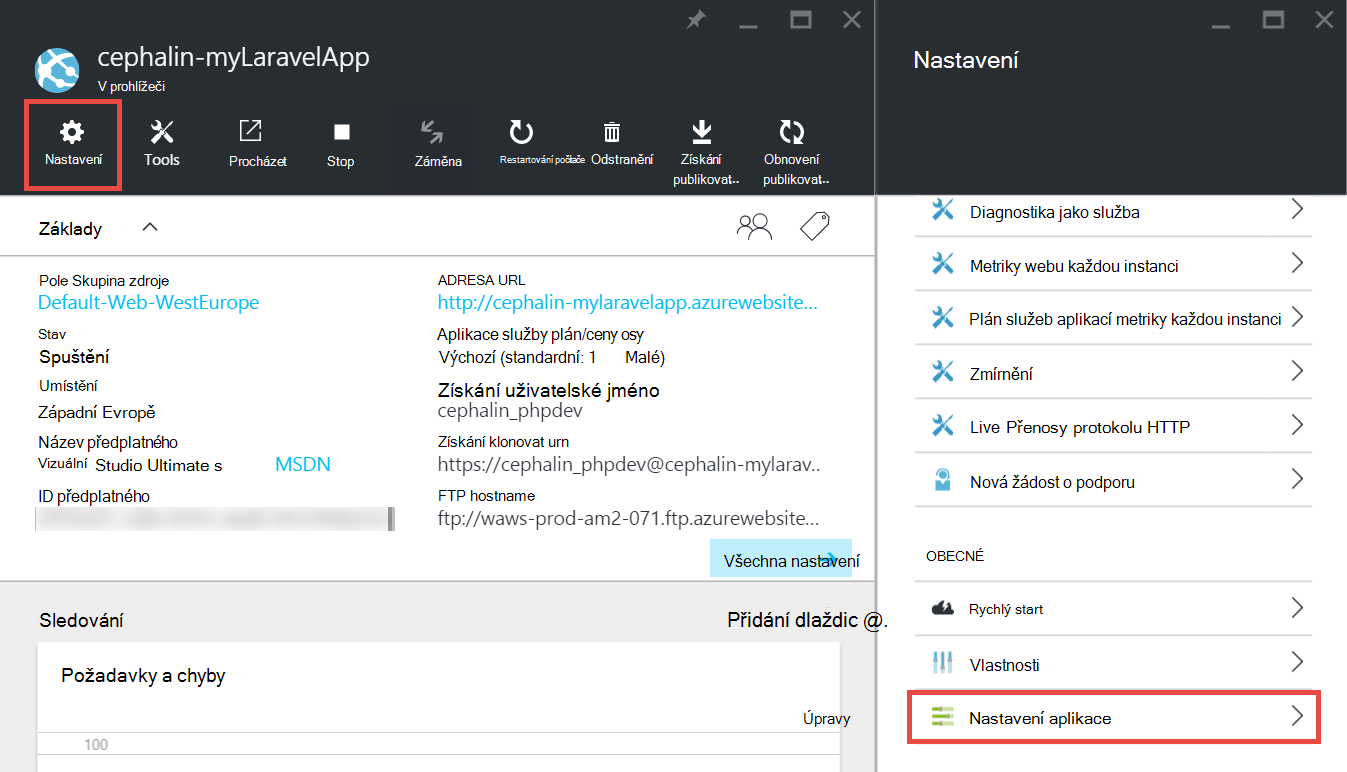 cephalin-myLaravelApp
V prohlížeči
Nastavení
Tools
Procházet
Stop
Záměna
Restartování počítače
Odstranění
Získání
publikovat..
Obnovení
publikovat..
Základy
Pole Skupina zdroje
Default-Web-WestEurope
Stav
Spuštění
Umístění
Západní Evropě
Název předplatného
Vizuální Studio Ultimate s MSDN
ID předplatného
ADRESA URL
http://cephalin-mylaravelapp.azurewebsite...
Aplikace služby plán/ceny osy
Výchozí (standardní: 1 Malé)
Získání uživatelské jméno
cephalin_phpdev
Získání klonovat urn
https://cephalin_phpdev@cephalin-mylarav..
FTP hostname
ftp://waws-prod-am2-071.ftp.azurewebsite...
Všechna nastavení
Sledování
Přidání dlaždic @.
Požadavky a chyby
Úpravy
100
Nastavení
Diagnostika jako služba
Metriky webu každou instanci
Plán služeb aplikací metriky každou instanci
Zmírnění
Live Přenosy protokolu HTTP
Nová žádost o podporu
OBECNÉ
Rychlý start
Vlastnosti
Nastavení aplikace